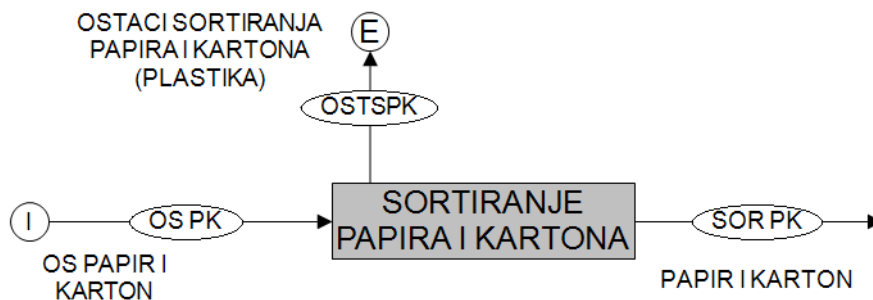 OSTACI SORTIRANJA
PAPIRA I KARTONA
(PLASTIKA)
E
OSTSPK
I
OS PK
SORTIRANJE
PAPIRA I KARTONA
SOR PK
OS PAPIR I
KARTON
PAPIR I KARTON